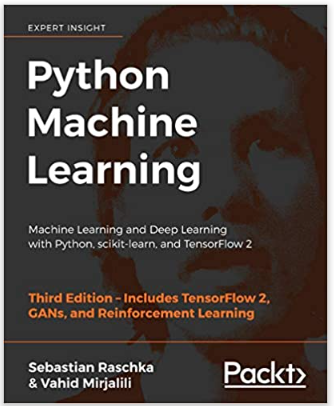 EXPERT INSIGHT
Python
Machine
Learning
Machine Learning and Deep Learning
with Python, scikit-learn, and TensorFlow 2
Third Edition – Includes TensorFlow 2,
GANs, and Reinforcement Learning
Sebastian Raschka
& Vahid Mirjalili
Packt>